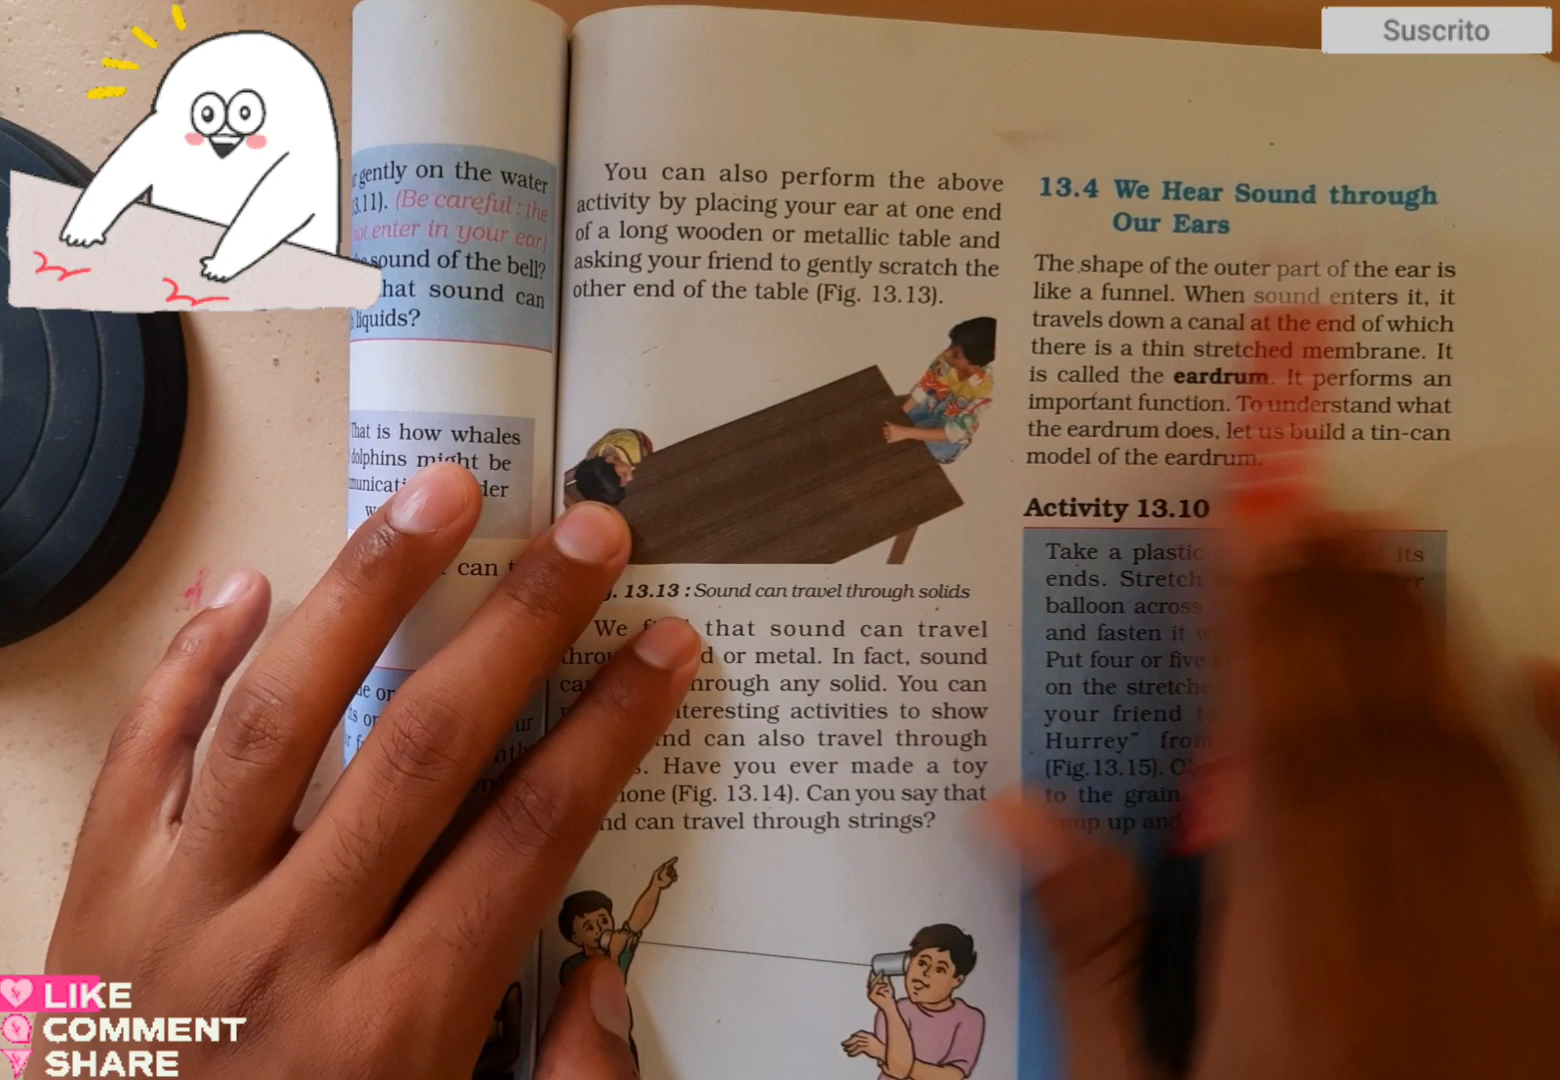 Suscrito
gently on the water
3.11). (Be careful : the
not enter in your ear)
sound of the bell?
that sound can
liquids?
That is how whales
dolphins might be
we
can
or
or
ur
You can also perform the above
activity by placing your ear at one end
of a long wooden or metallic table and
asking your friend to gently scratch the
other end of the table (Fig. 13.13).
13.13 : Sound can travel through solids
We that sound can travel
or metal. In fact, sound
through any solid. You can
interesting activities to show
can also travel through
Have you ever made a toy
(Fig. 13.14). Can you say that
can travel through strings?
13.4 We Hear Sound through
Our Ears
The shape of the outer part of the ear is
like a funnel. When sound enters it, it
travels down a canal at the end of which
there is a thin stretched membrane. It
is called the eardrum. It performs an
important function. To understand what
the eardrum does, let us build a tin-can
model of the eardrum.
Activity 13.10
Take a plastic its
ends. Stretch
balloon across
and fasten it
Put four or five
on the
your friend
Hurrey” from
(Fig.13.15).
to the grain
up and
LIKE
COMMENT
SHARE